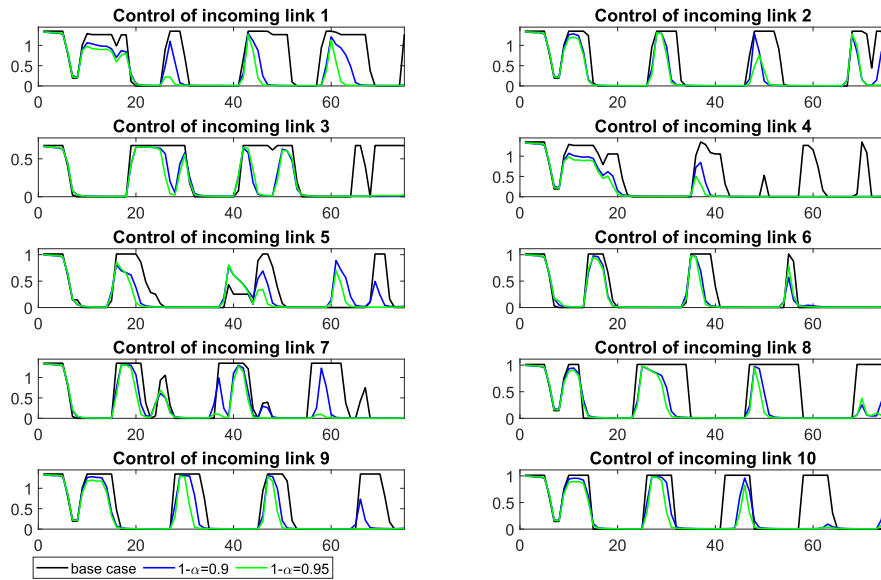 Control of incoming link 1
1
0.5
0
0 20 40 60
Control of incoming link 2
1
0.5
0
0 20 40 60
Control of incoming link 3
0.5
0
0 20 40 60
Control of incoming link 4
1
0.5
0
0 20 40 60
Control of incoming link 5
1
0.5
0
0 20 40 60
Control of incoming link 6
1
0.5
0
0 20 40 60
Control of incoming link 7
1
0.5
0
0 20 40 60
Control of incoming link 8
1
0.5
0
0 20 40 60
Control of incoming link 9
1
0.5
0
0 20 40 60
Control of incoming link 10
1
0.5
0
0 20 40 60
base case 1-α=0.9 1-α=0.95